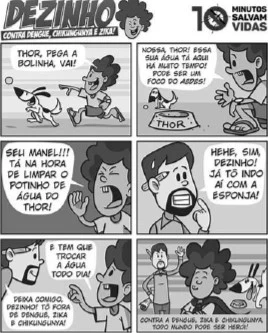 DEZINHO
CONTRA DENGUE, CHIKUNGUNYA E ZIKA!
10 MINUTOS
SALVAM
VIDAS
THOR, PEGA A
BOLINHA, VAI!
NOSSA, THOR! ESSA
SUA ÁGUA TÁ AQUI
HÁ MUITO TEMPO!
PODE SER UM
FOCO DO AEDES!
THOR
SEU MANEL!!!
TÁ NA HORA
DE LIMPAR O
POTINHO DE
ÁGUA DO
THOR!
HEHE, SIM,
DEZINHO!
JÁ TÔ INDO
AÍ COM A
ESPONJA!
E TEM QUE
TROCAR
A ÁGUA
TODO DIA!
DEIXA COMIGO,
DEZINHO! TÔ FORA
DE DENGUE, ZIKA
E CHIKUNGUNYA!
CONTRA A DENGUE, ZIKA E CHIKUNGUNYA,
TODO MUNDO PODE SER HERÓI!